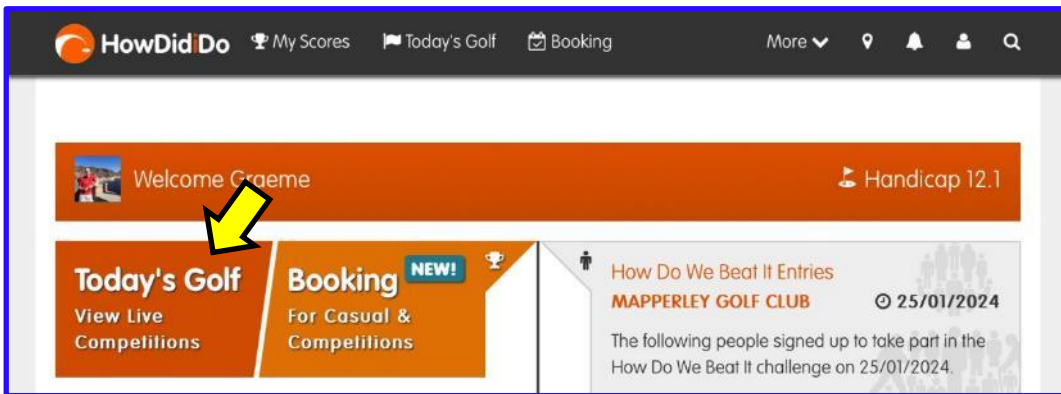 HowDidiDo My Scores Today's Golf Booking More
Welcome Graeme
Handicap 12.1
Today's Golf
View Live
Competitions
Booking NEW!
For Casual &
Competitions
How Do We Beat It Entries
MAPPERLEY GOLF CLUB 25/01/2024
The following people signed up to take part in the
How Do We Beat It challenge on 25/01/2024.